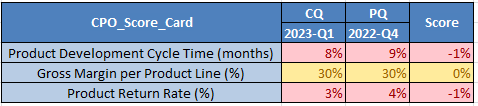 CPO_Score_Card CQ PQ Score
2023-Q1 2022-Q4
Product Development Cycle Time (months) 8% 9% -1%
Gross Margin per Product Line (%) 30% 30% 0%
Product Return Rate (%) 3% 4% -1%